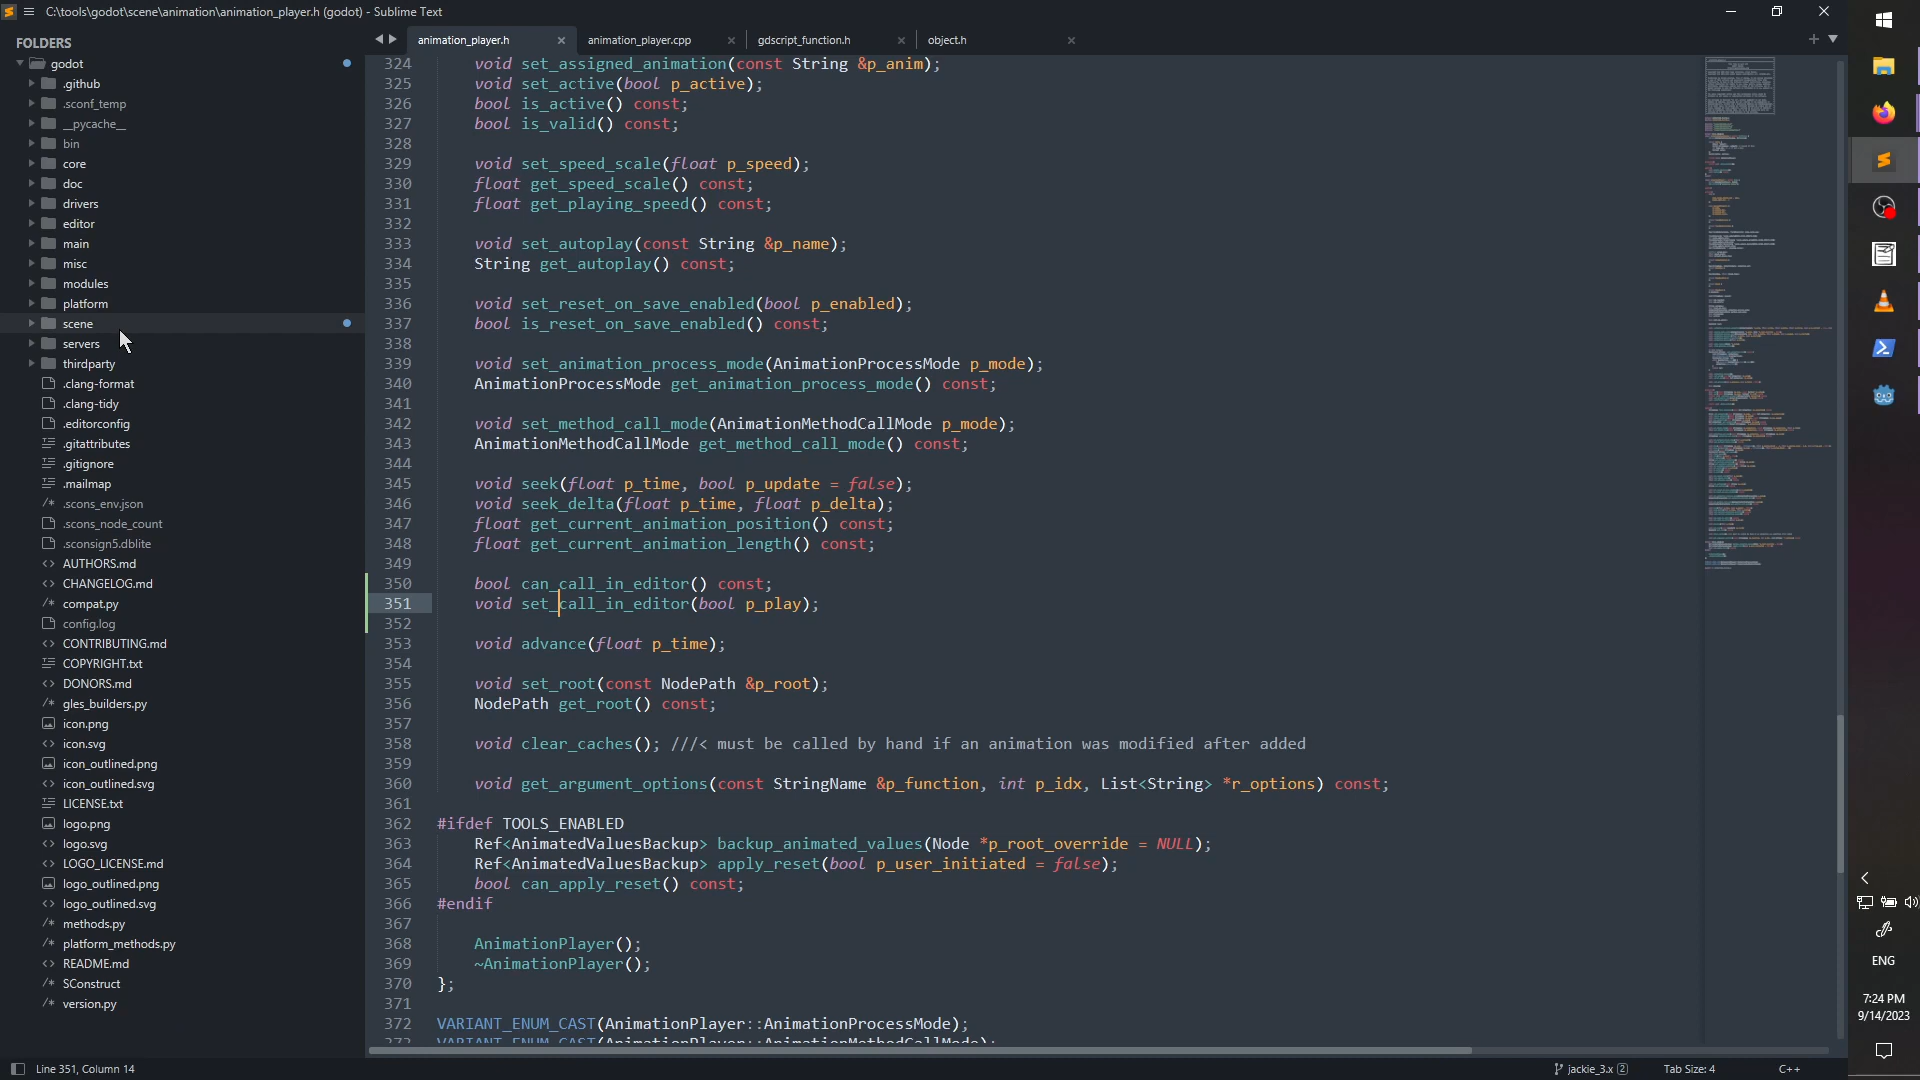 C:\tools\godot\scene\animation\animation_player.h (godot) - Sublime Text
FOLDERS
godot
.github
.sconf_temp
__pycache__
bin
core
doc
drivers
editor
main
misc
modules
platform
scene
servers
thirdparty
.clang-format
.clang-tidy
.editorconfig
.gitattributes
.gitignore
.mailmap
/* .scons_env.json
.scons_node_count
.sconsign5.dblite
<> AUTHORS.md
<> CHANGELOG.md
/* compat.py
config.log
<> CONTRIBUTING.md
COPYRIGHT.txt
<> DONORS.md
/* gles_builders.py
icon.png
<> icon.svg
icon_outlined.png
<> icon_outlined.svg
LICENSE.txt
logo.png
<> logo.svg
<> LOGO_LICENSE.md
logo_outlined.png
<> logo_outlined.svg
/* methods.py
/* platform_methods.py
<> README.md
/* SConstruct
/* version.py
animation_player.h animation_player.cpp gdscript_function.h object.h
324 void set_assigned_animation(const String &p_anim);
325 void set_active(bool p_active);
326 bool is_active() const;
327 bool is_valid() const;
328
329 void set_speed_scale(float p_speed);
330 float get_speed_scale() const;
331 float get_playing_speed() const;
332
333 void set_autoplay(const String &p_name);
334 String get_autoplay() const;
335
336 void set_reset_on_save_enabled(bool p_enabled);
337 bool is_reset_on_save_enabled() const;
338
339 void set_animation_process_mode(AnimationProcessMode p_mode);
340 AnimationProcessMode get_animation_process_mode() const;
341
342 void set_method_call_mode(AnimationMethodCallMode p_mode);
343 AnimationMethodCallMode get_method_call_mode() const;
344
345 void seek(float p_time, bool p_update = false);
346 void seek_delta(float p_time, float p_delta);
347 float get_current_animation_position() const;
348 float get_current_animation_length() const;
349
350 bool can_call_in_editor() const;
351 void set_call_in_editor(bool p_play);
352
353 void advance(float p_time);
354
355 void set_root(const NodePath &p_root);
356 NodePath get_root() const;
357
358 void clear_caches(); ///< must be called by hand if an animation was modified after added
359
360 void get_argument_options(const StringName &p_function, int p_idx, List<String> *r_options) const;
361
362 #ifdef TOOLS_ENABLED
363 Ref<AnimatedValuesBackup> backup_animated_values(Node *p_root_override = NULL);
364 Ref<AnimatedValuesBackup> apply_reset(bool p_user_initiated = false);
365 bool can_apply_reset() const;
366 #endif
367
368 AnimationPlayer();
369 ~AnimationPlayer();
370 };
371
372 VARIANT_ENUM_CAST(AnimationPlayer::AnimationProcessMode);
373 VARIANT_ENUM_CAST(AnimationPlayer::AnimationMethodCallMode);
Line 351, Column 14
jackie_3.x 2
Tab Size: 4
C++
ENG
7:24 PM
9/14/2023